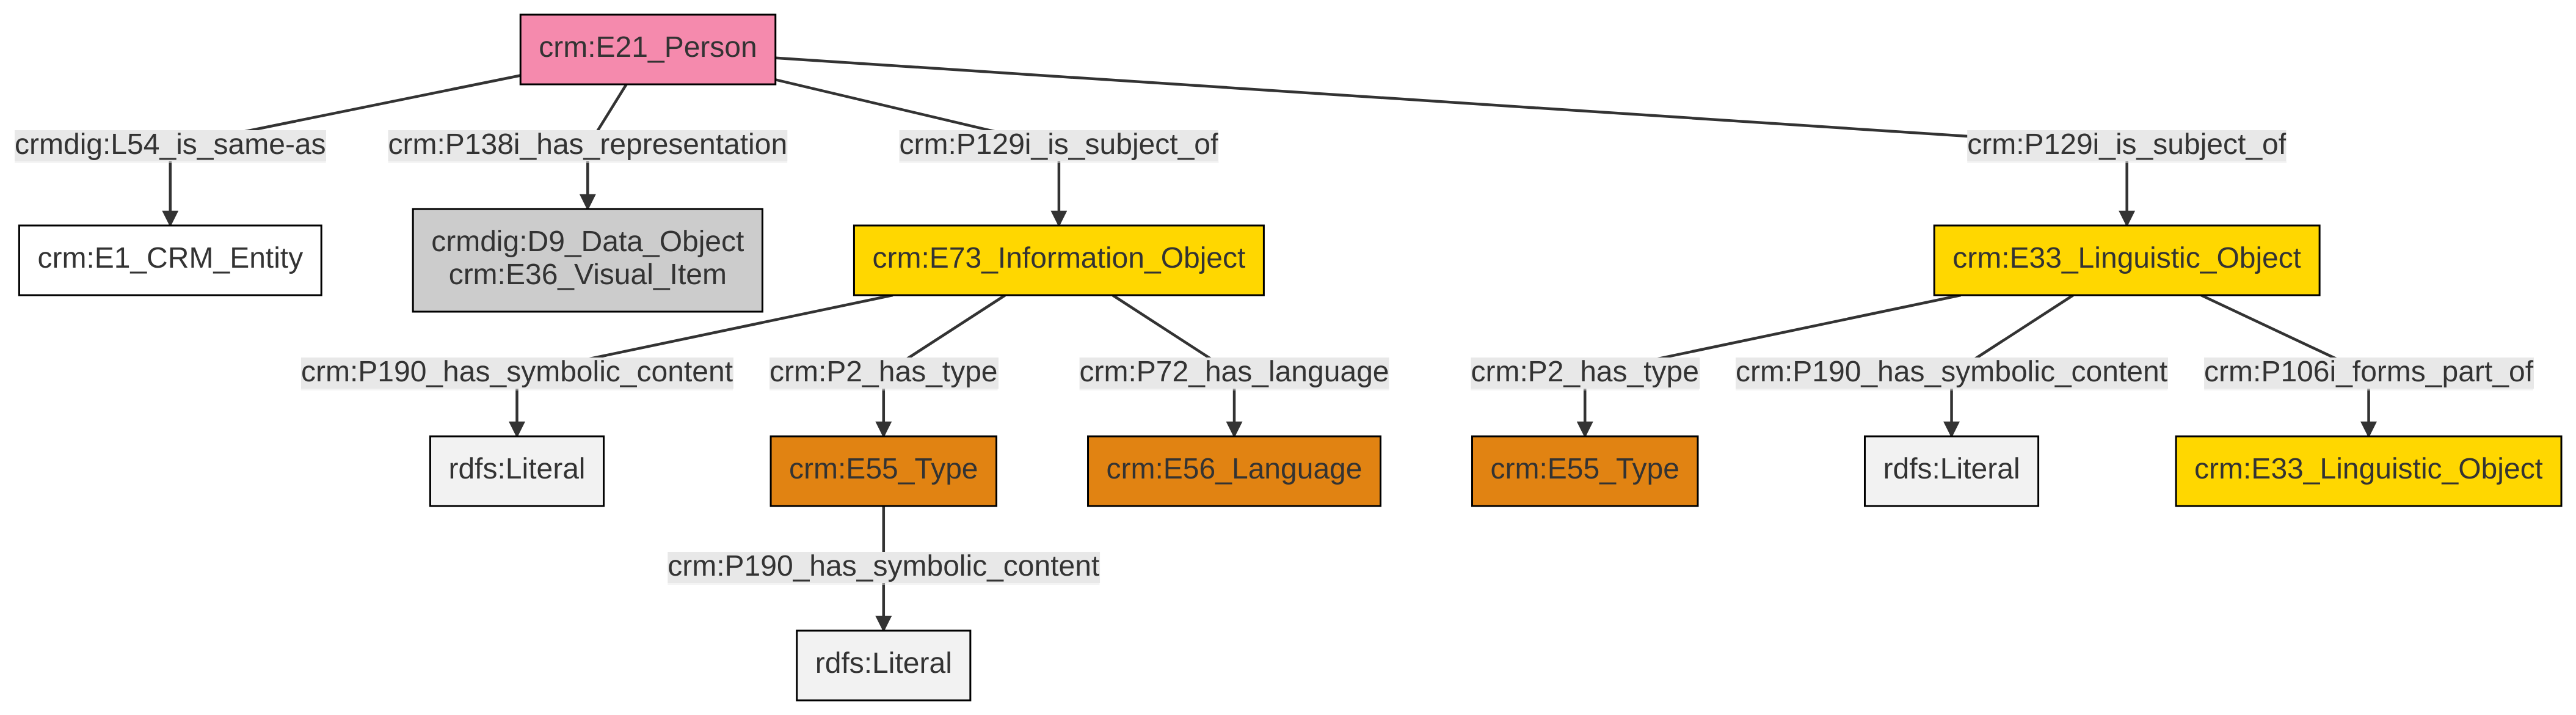 crm:E21_Person
crmdig:L54_is_same-as
crm:P138i_has_representation
crm:P129i_is_subject_of
crm:P129i_is_subject_of
crm:E1_CRM_Entity
crmdig:D9_Data_Object
crm:E36_Visual_Item
crm:E73_Information_Object
crm:E33_Linguistic_Object
crm:P190_has_symbolic_content
crm:P2_has_type
crm:P72_has_language
crm:P2_has_type
crm:P190_has_symbolic_content
crm:P106i_forms_part_of
rdfs:Literal
crm:E55_Type
crm:E56_Language
crm:E55_Type
rdfs:Literal
crm:E33_Linguistic_Object
crm:P190_has_symbolic_content
rdfs:Literal